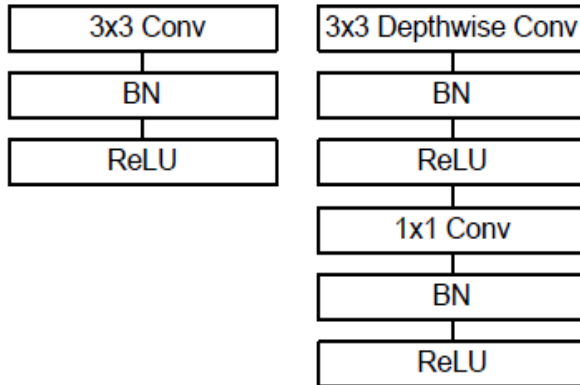 3x3 Conv
BN
ReLU
3x3 Depthwise Conv
BN
ReLU
1x1 Conv
BN
ReLU